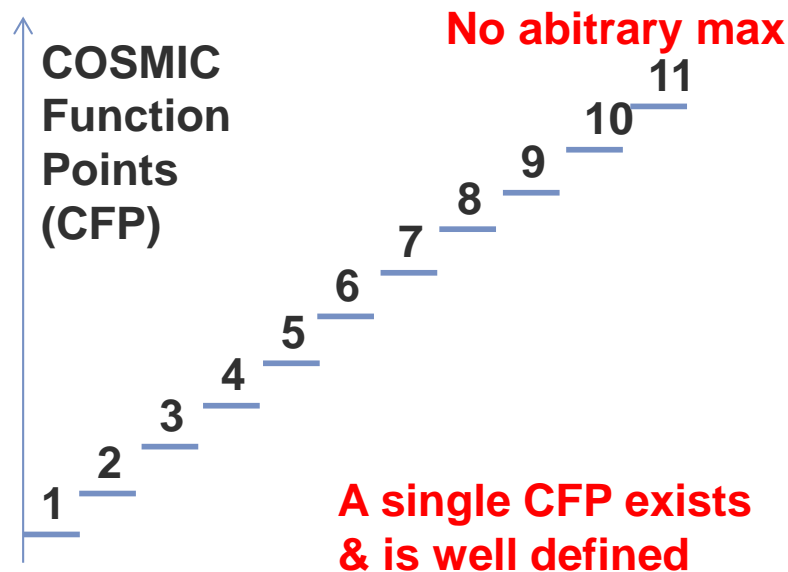 No abitrary max
COSMIC
Function
Points
(CFP)
11
10
9
8
7
6
5
4
3
2
1
A single CFP exists
& is well defined